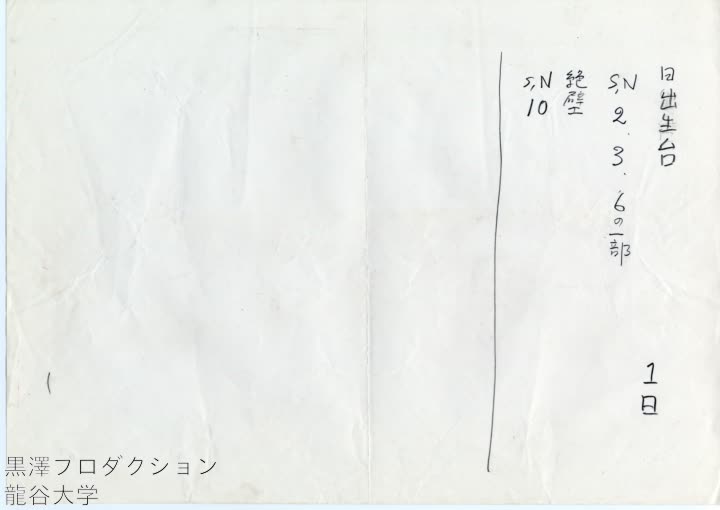 日出生台
S,N 2. 3. 6の一部
1日
絶壁
S,N 10
黒澤フロダクション
龍谷大学